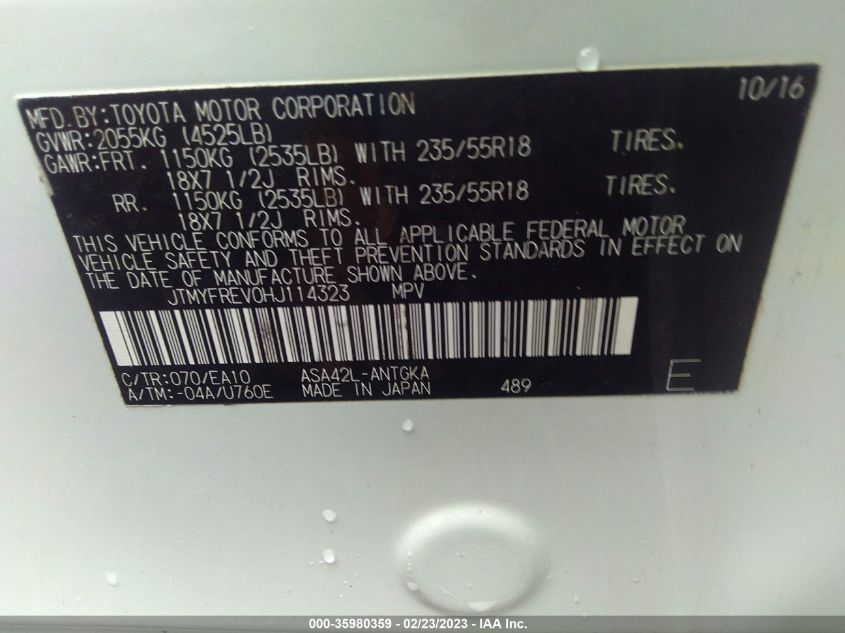 MFD.BY:TOYOTA MOTOR CORPORATION 10/16
GVWR:2055KG (4525LB)
GAWR:FRT. 1150KG (2535LB) WITH 235/55R18 TIRES.
18X7 1/2J RIMS.
RR. 1150KG (2535LB) WITH 235/55R18 TIRES.
18X7 1/2J RIMS.
THIS VEHICLE CONFORMS TO ALL APPLICABLE FEDERAL MOTOR
VEHICLE SAFETY AND THEFT PREVENTION STANDARDS IN EFFECT ON
THE DATE OF MANUFACTURE SHOWN ABOVE.
JTMYFREV0HJ114323 MPV
C/TR:070/EA10 ASA42L-ANTGKA
A/TM:-04A/U760E MADE IN JAPAN 489 E
000-35980359 — 02/23/2023 — IAA Inc.